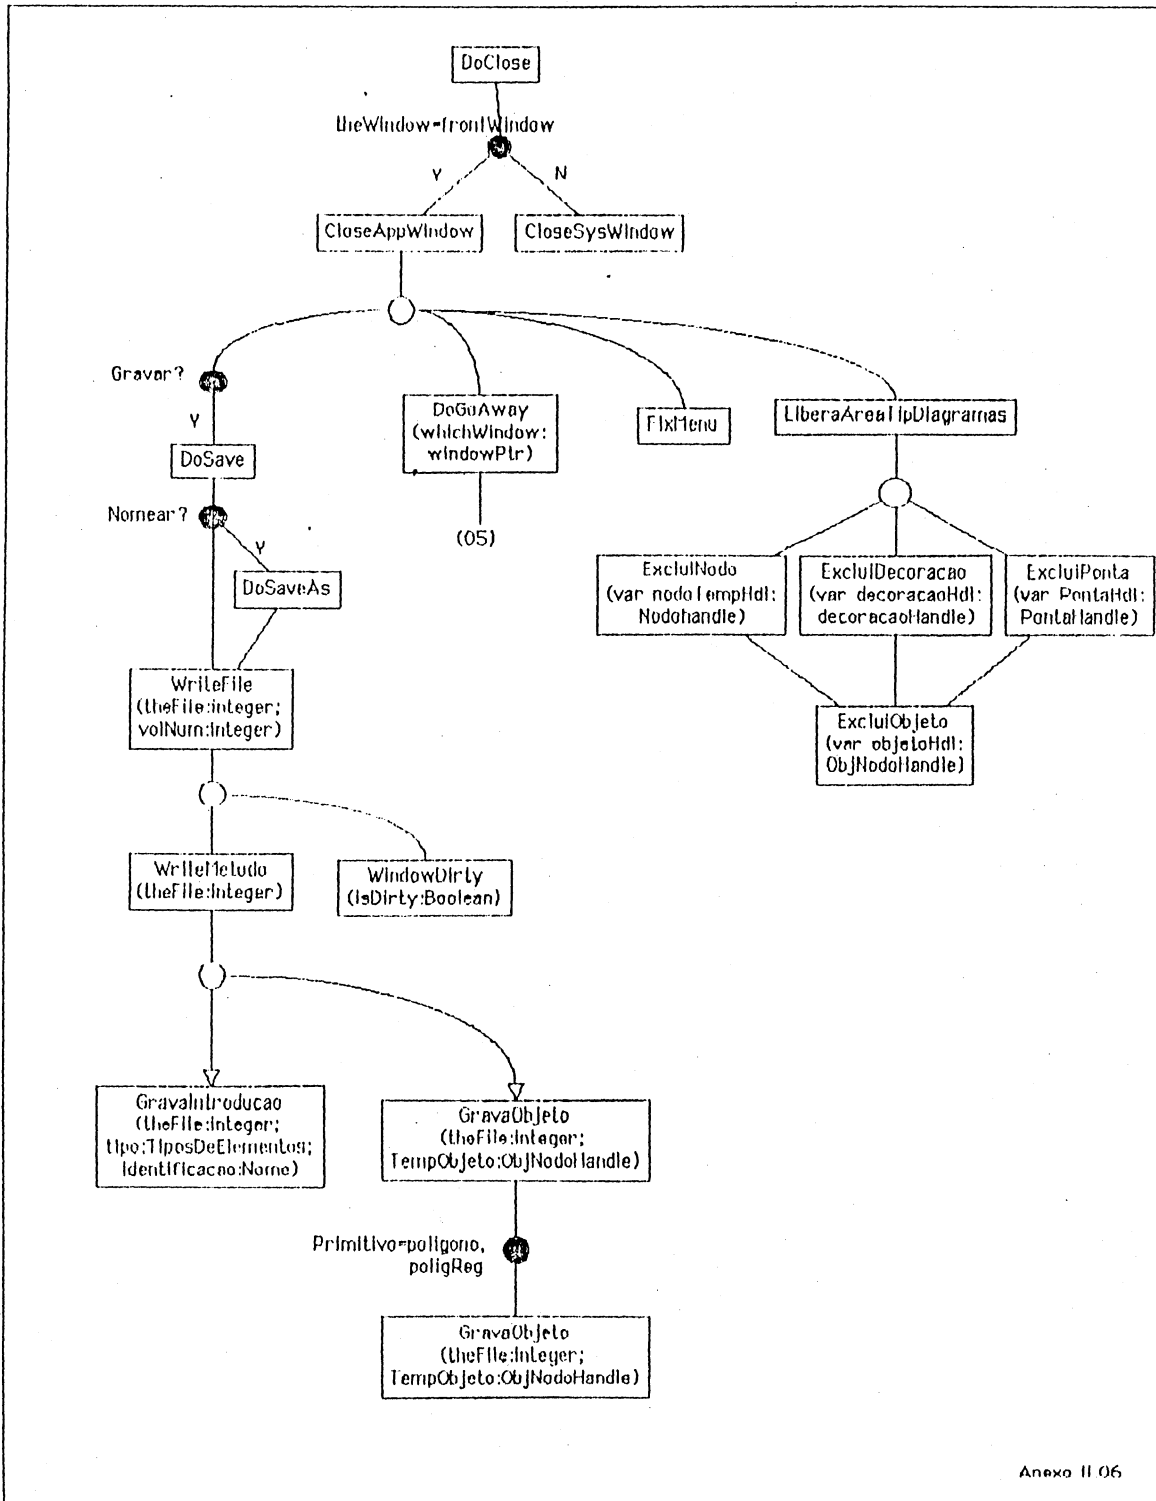 DoClose
theWindow=frontWindow
Y
N
CloseAppWindow
CloseSysWindow
Gravar?
Y
DoSave
DoGoAway
(whichWindow:
windowPtr)
FixMenu
LiberaAreaTipDiagramas
Nomear?
Y
(05)
DoSaveAs
ExcluiNodo
(var nodoTempHdl:
Nodohandle)
ExcluiDecoracao
(var decoracaoHdl:
decoracaoHandle)
ExcluiPonta
(var PontaHdl:
PontaHandle)
WriteFile
(theFile:integer;
volNum:Integer)
ExcluiObjeto
(var objetoHdl:
ObjNodoHandle)
WriteMetodo
(theFile:Integer)
WindowDirty
(isDirty:Boolean)
GravaIntroducao
(theFile:Integer;
tipo:TiposDeElementos;
Identificacao:Nome)
GravaObjeto
(theFile:Integer;
TempObjeto:ObjNodoHandle)
Primitivo=poligono,
poligReg
GravaObjeto
(theFile:Integer;
TempObjeto:ObjNodoHandle)
Anexo II.06